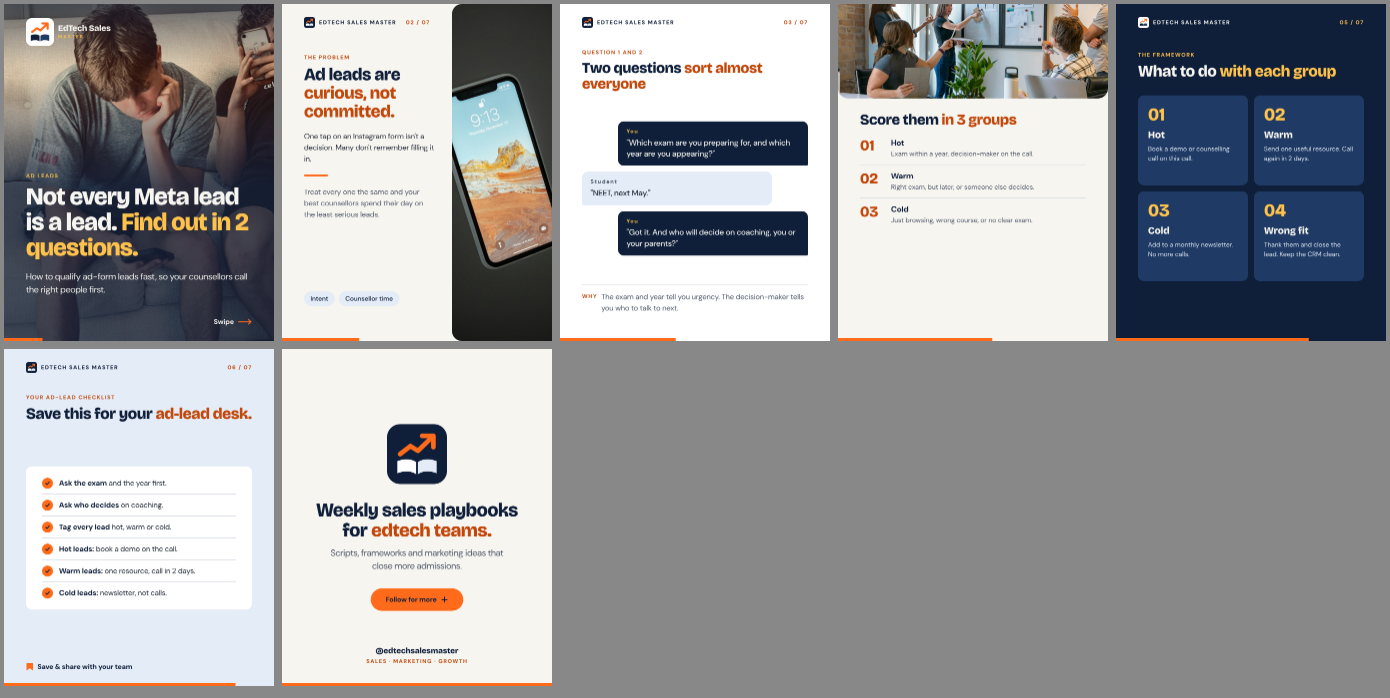 EdTech Sales
MASTER
AD LEADS
Not every Meta lead
is a lead. Find out in 2
questions.
How to qualify ad-form leads fast, so your counsellors call
the right people first.
Swipe
EDTECH SALES MASTER
02 / 07
THE PROBLEM
Ad leads are
curious, not
committed.
One tap on an Instagram form isn't a
decision. Many don't remember filling it
in.
Treat every one the same and your
best counsellors spend their day on
the least serious leads.
Intent
Counsellor time
9:13
EDTECH SALES MASTER
03 / 07
QUESTION 1 AND 2
Two questions sort almost
everyone
You
"Which exam are you preparing for, and which
year are you appearing?"
Student
"NEET, next May."
You
"Got it. And who will decide on coaching, you or
your parents?"
WHY The exam and year tell you urgency. The decision-maker tells
you who to talk to next.
Score them in 3 groups
01 Hot
Exam within a year, decision-maker on the call.
02 Warm
Right exam, but later, or someone else decides.
03 Cold
Just browsing, wrong course, or no clear exam.
EDTECH SALES MASTER
05 / 07
THE FRAMEWORK
What to do with each group
01
Hot
Book a demo or counselling
call on this call.
02
Warm
Send one useful resource. Call
again in 2 days.
03
Cold
Add to a monthly newsletter.
No more calls.
04
Wrong fit
Thank them and close the
lead. Keep the CRM clean.
EDTECH SALES MASTER
06 / 07
YOUR AD-LEAD CHECKLIST
Save this for your ad-lead desk.
Ask the exam and the year first.
Ask who decides on coaching.
Tag every lead hot, warm or cold.
Hot leads: book a demo on the call.
Warm leads: one resource, call in 2 days.
Cold leads: newsletter, not calls.
Save & share with your team
Weekly sales playbooks
for edtech teams.
Scripts, frameworks and marketing ideas that
close more admissions.
Follow for more +
@edtechsalesmaster
SALES · MARKETING · GROWTH